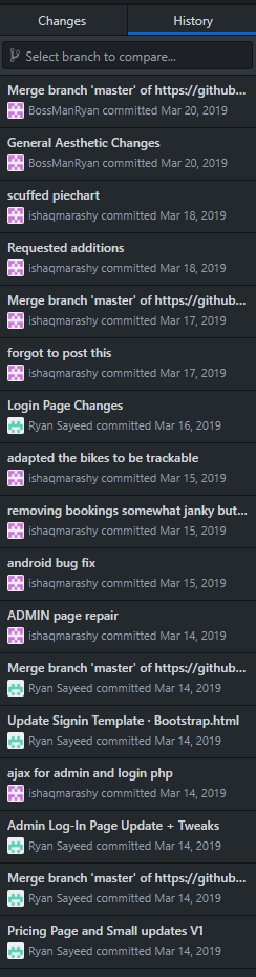 Changes
History
Select branch to compare...
Merge branch 'master' of https://github...
BossManRyan committed Mar 20, 2019
General Aesthetic Changes
BossManRyan committed Mar 20, 2019
scuffed piechart
ishaqmarashy committed Mar 18, 2019
Requested additions
ishaqmarashy committed Mar 18, 2019
Merge branch 'master' of https://github...
ishaqmarashy committed Mar 17, 2019
forgot to post this
ishaqmarashy committed Mar 17, 2019
Login Page Changes
Ryan Sayeed committed Mar 16, 2019
adapted the bikes to be trackable
ishaqmarashy committed Mar 15, 2019
removing bookings somewhat janky but...
ishaqmarashy committed Mar 15, 2019
android bug fix
ishaqmarashy committed Mar 15, 2019
ADMIN page repair
ishaqmarashy committed Mar 14, 2019
Merge branch 'master' of https://github...
Ryan Sayeed committed Mar 14, 2019
Update Signin Template · Bootstrap.html
Ryan Sayeed committed Mar 14, 2019
ajax for admin and login php
ishaqmarashy committed Mar 14, 2019
Admin Log-In Page Update + Tweaks
Ryan Sayeed committed Mar 14, 2019
Merge branch 'master' of https://github...
Ryan Sayeed committed Mar 14, 2019
Pricing Page and Small updates V1
Ryan Sayeed committed Mar 14, 2019